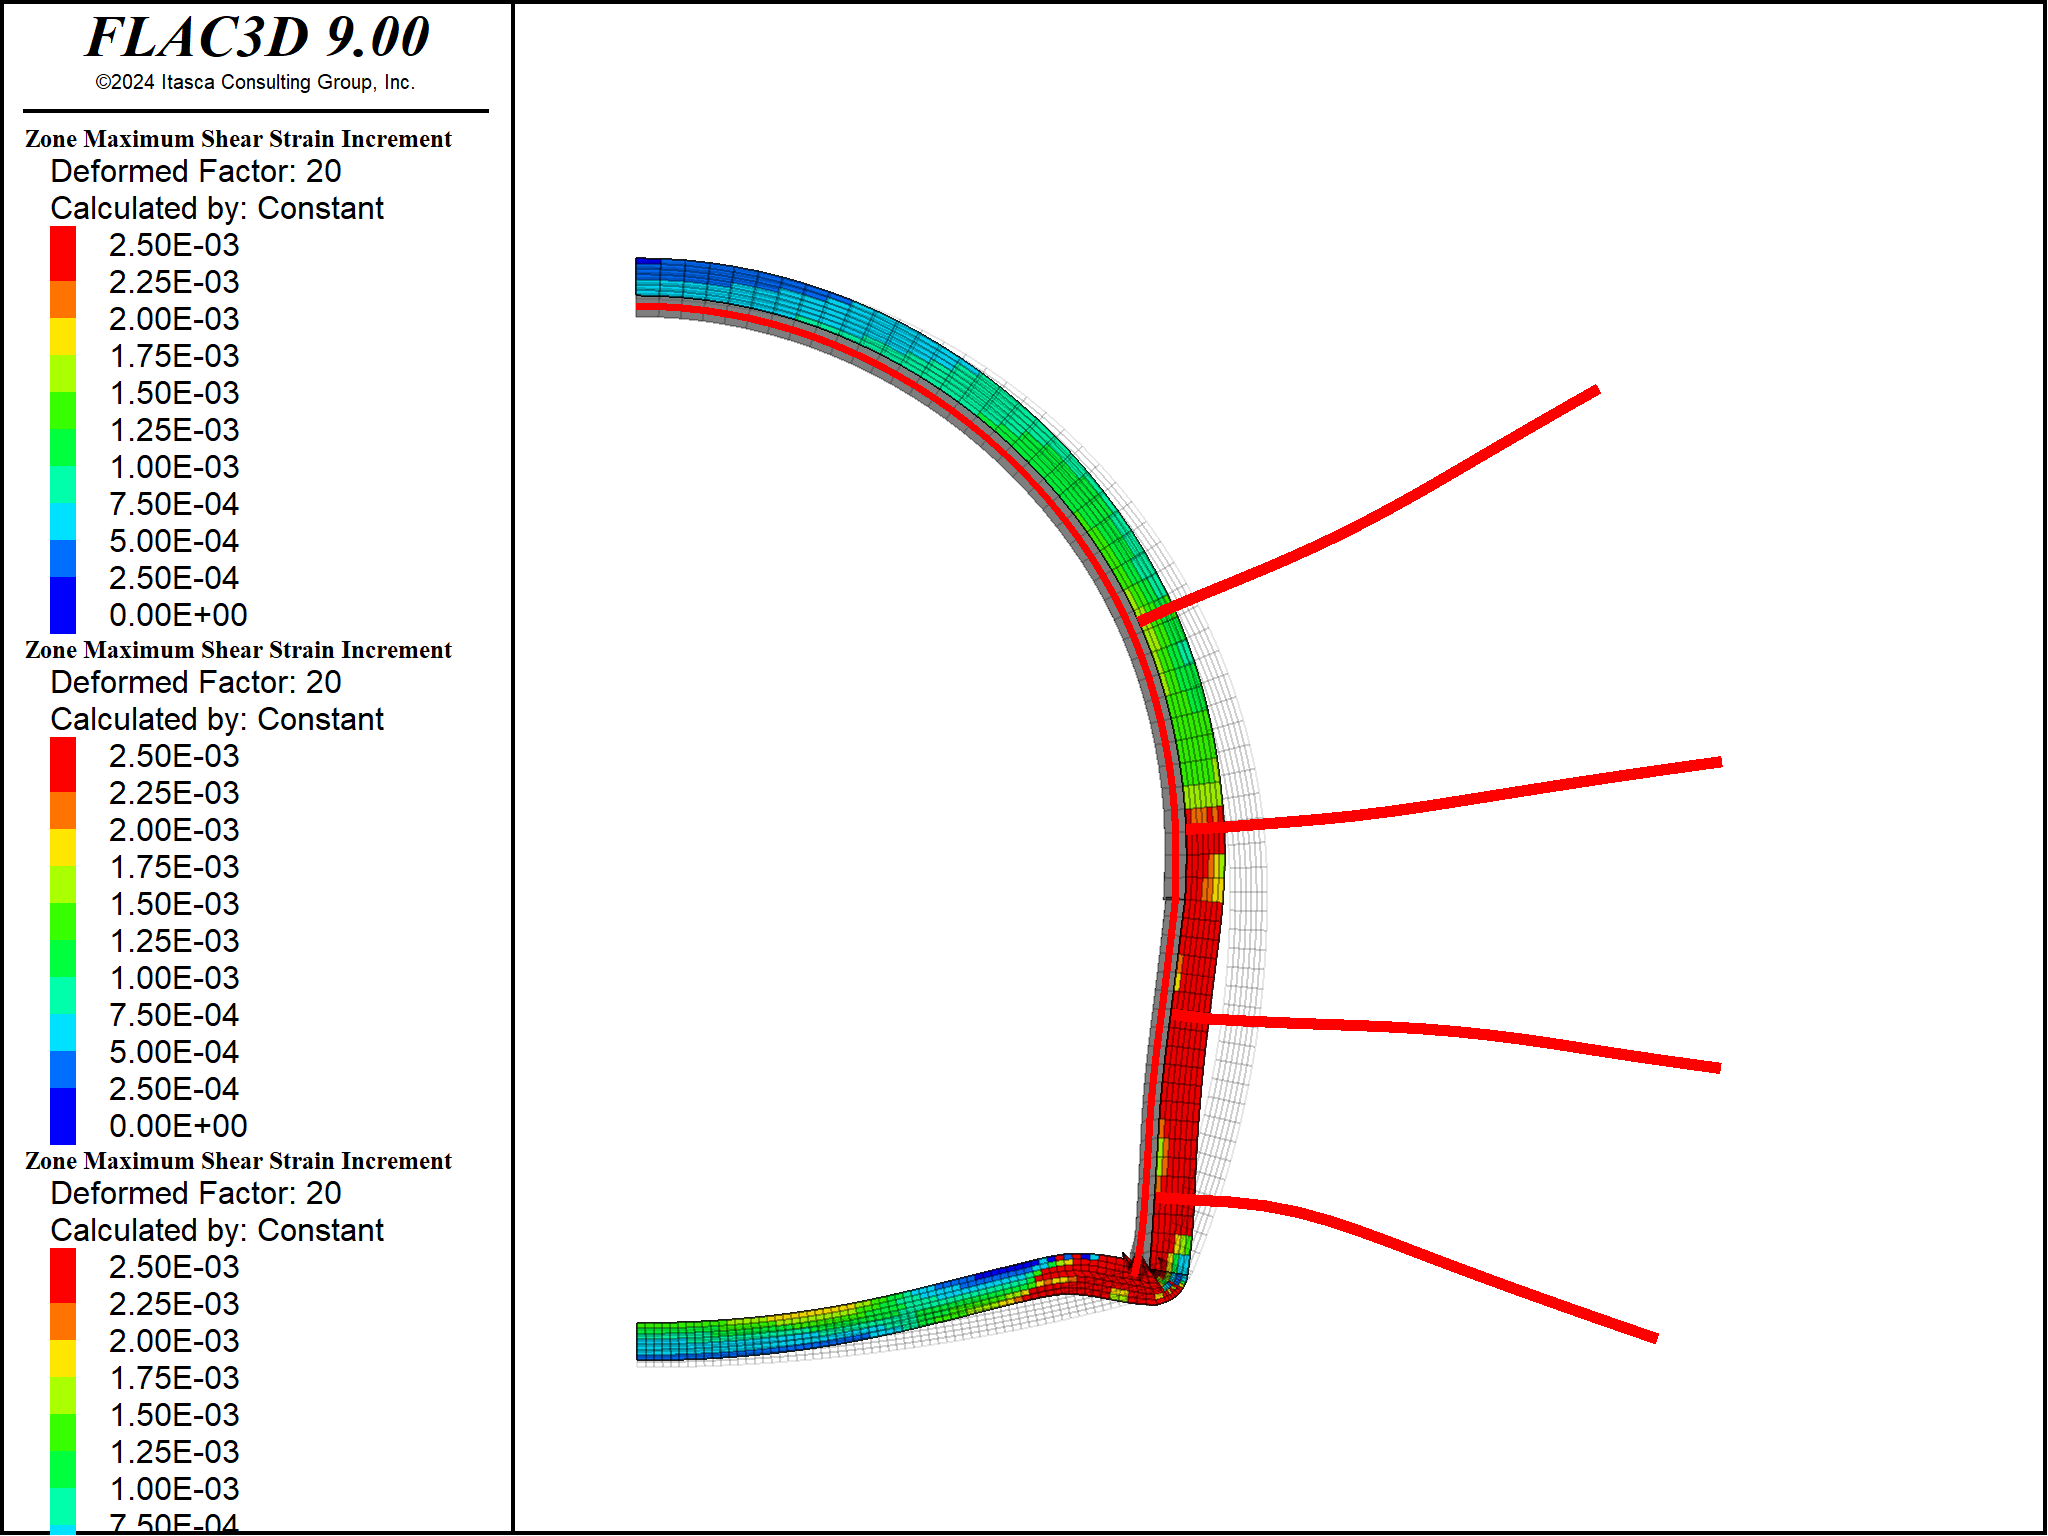 FLAC3D 9.00
©2024 Itasca Consulting Group, Inc.
Zone Maximum Shear Strain Increment
Deformed Factor: 20
Calculated by: Constant
2.50E-03
2.25E-03
2.00E-03
1.75E-03
1.50E-03
1.25E-03
1.00E-03
7.50E-04
5.00E-04
2.50E-04
0.00E+00
Zone Maximum Shear Strain Increment
Deformed Factor: 20
Calculated by: Constant
2.50E-03
2.25E-03
2.00E-03
1.75E-03
1.50E-03
1.25E-03
1.00E-03
7.50E-04
5.00E-04
2.50E-04
0.00E+00
Zone Maximum Shear Strain Increment
Deformed Factor: 20
Calculated by: Constant
2.50E-03
2.25E-03
2.00E-03
1.75E-03
1.50E-03
1.25E-03
1.00E-03
7.50E-04